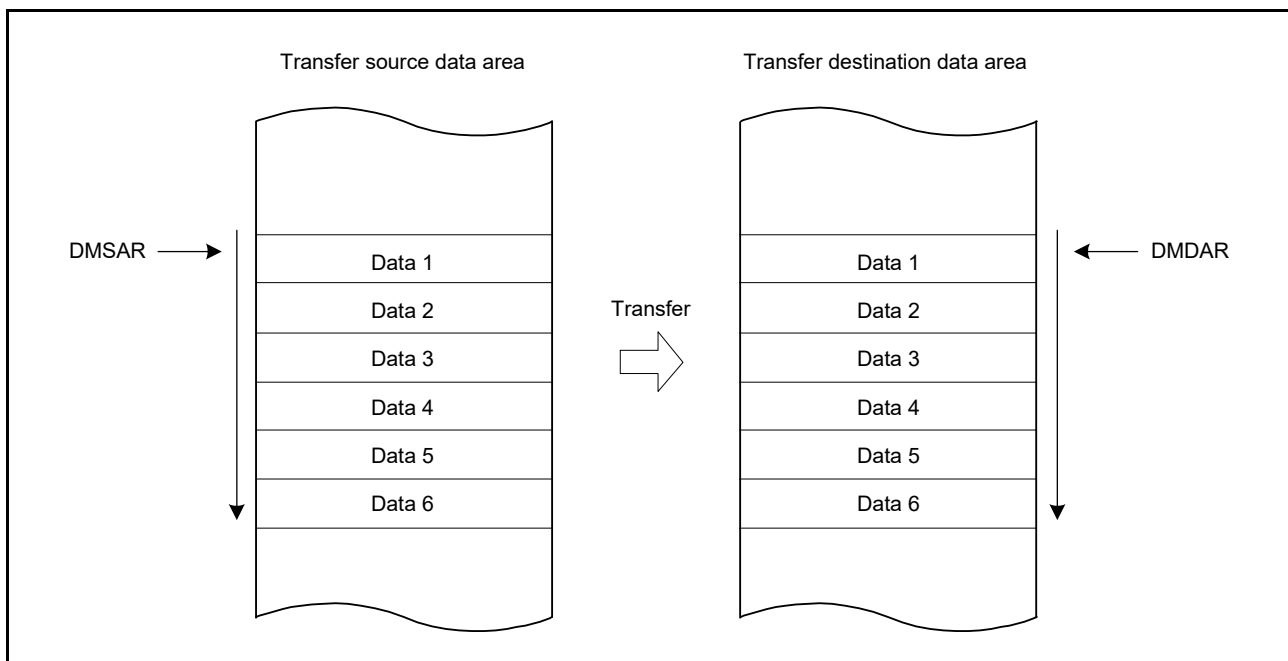 Transfer source data area
Transfer destination data area
DMSAR
Data 1
Data 2
Data 3
Data 4
Data 5
Data 6
Transfer
Data 1
Data 2
Data 3
Data 4
Data 5
Data 6
DMDAR